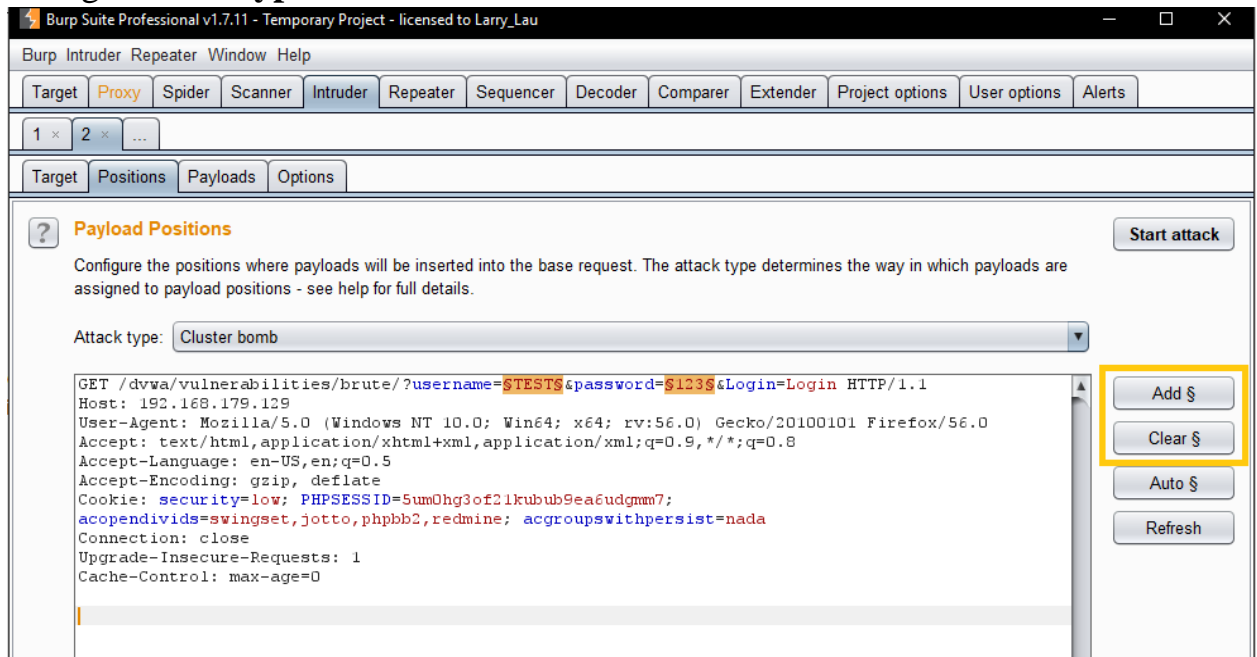 Burp Suite Professional v1.7.11 - Temporary Project - licensed to Larry_Lau
Burp Intruder Repeater Window Help
Target Proxy Spider Scanner Intruder Repeater Sequencer Decoder Comparer Extender Project options User options Alerts
1 × 2 × ...
Target Positions Payloads Options
? Payload Positions
Start attack
Configure the positions where payloads will be inserted into the base request. The attack type determines the way in which payloads are
assigned to payload positions - see help for full details.
Attack type: Cluster bomb
GET /dvwa/vulnerabilities/brute/?username=§TEST§&password=§123§&Login=Login HTTP/1.1
Host: 192.168.179.129
User-Agent: Mozilla/5.0 (Windows NT 10.0; Win64; x64; rv:56.0) Gecko/20100101 Firefox/56.0
Accept: text/html,application/xhtml+xml,application/xml;q=0.9,*/*;q=0.8
Accept-Language: en-US,en;q=0.5
Accept-Encoding: gzip, deflate
Cookie: security=low; PHPSESSID=5um0hg3of21kubub9ea6udgmm7;
acopendivids=swingset,jotto,phpbb2,redmine; acgroupswithpersist=nada
Connection: close
Upgrade-Insecure-Requests: 1
Cache-Control: max-age=0
Add §
Clear §
Auto §
Refresh